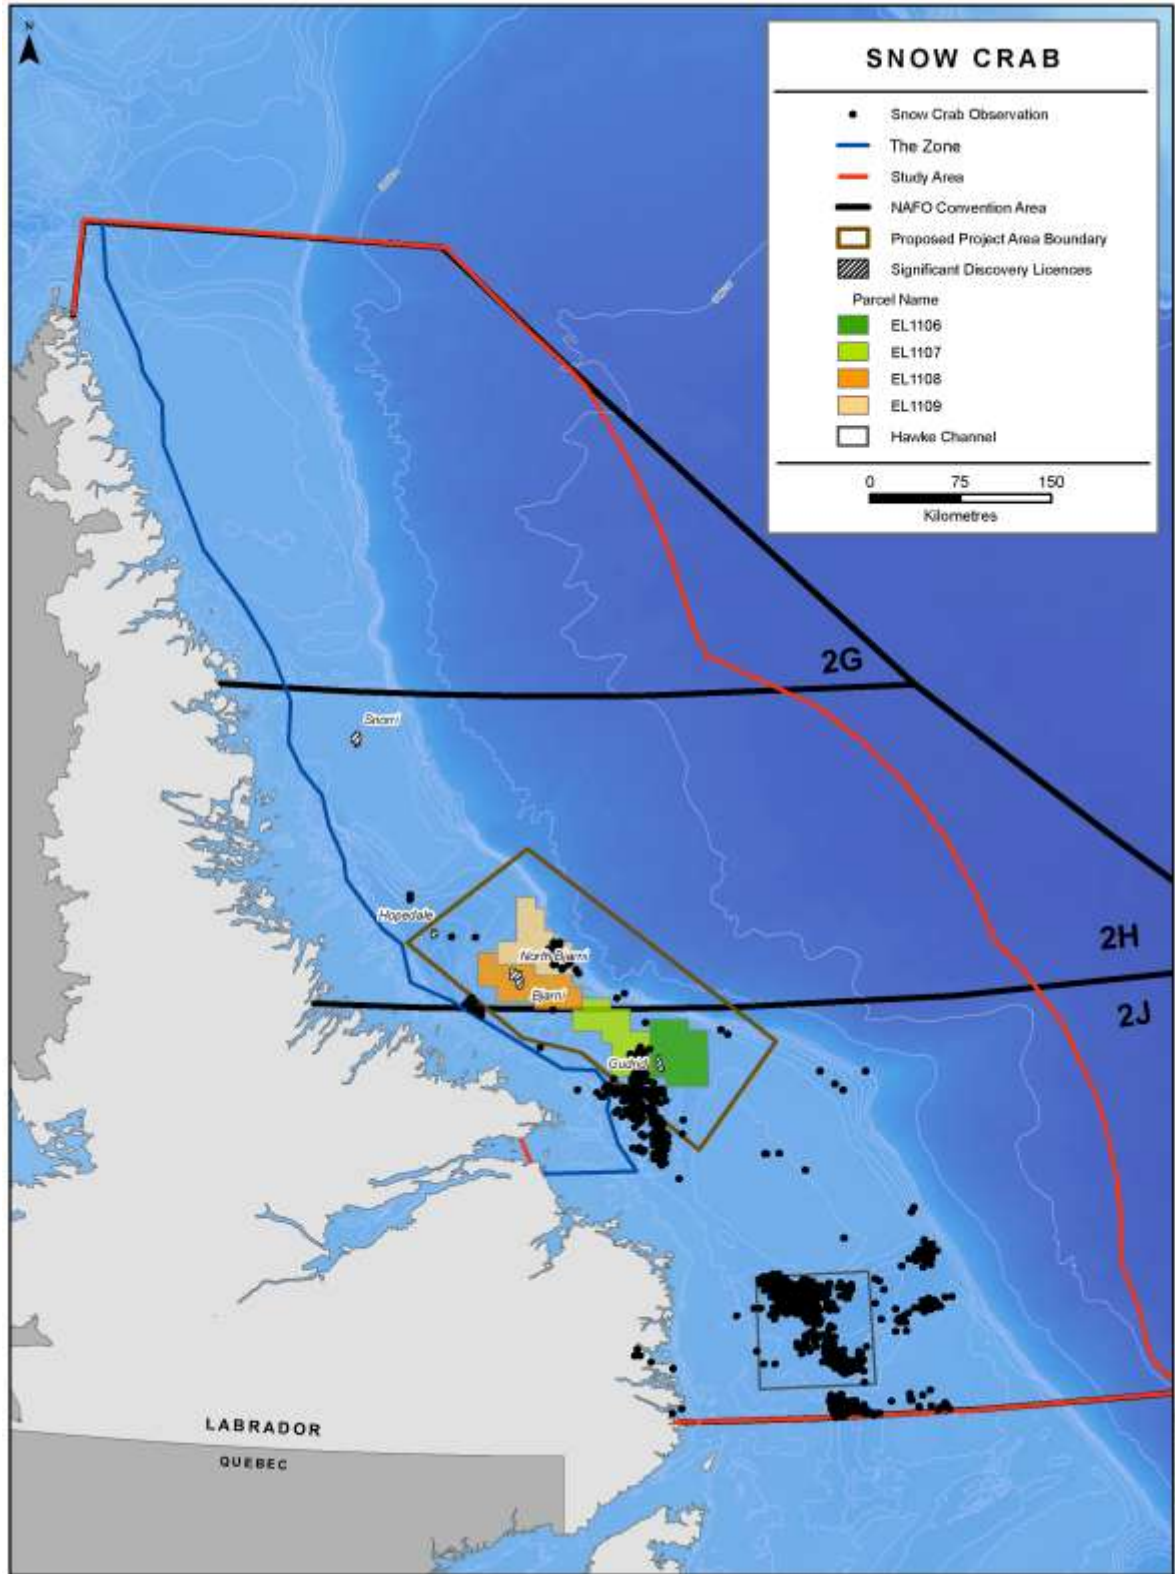 N
SNOW CRAB
Snow Crab Observation
The Zone
Study Area
NAFO Convention Area
Proposed Project Area Boundary
Significant Discovery Licences
Parcel Name
EL1106
EL1107
EL1108
EL1109
Hawke Channel
0 75 150
Kilometres
2G
Snorri
Hopedale
North Bjarni
2H
Bjarni
2J
Gudrid
LABRADOR
QUEBEC